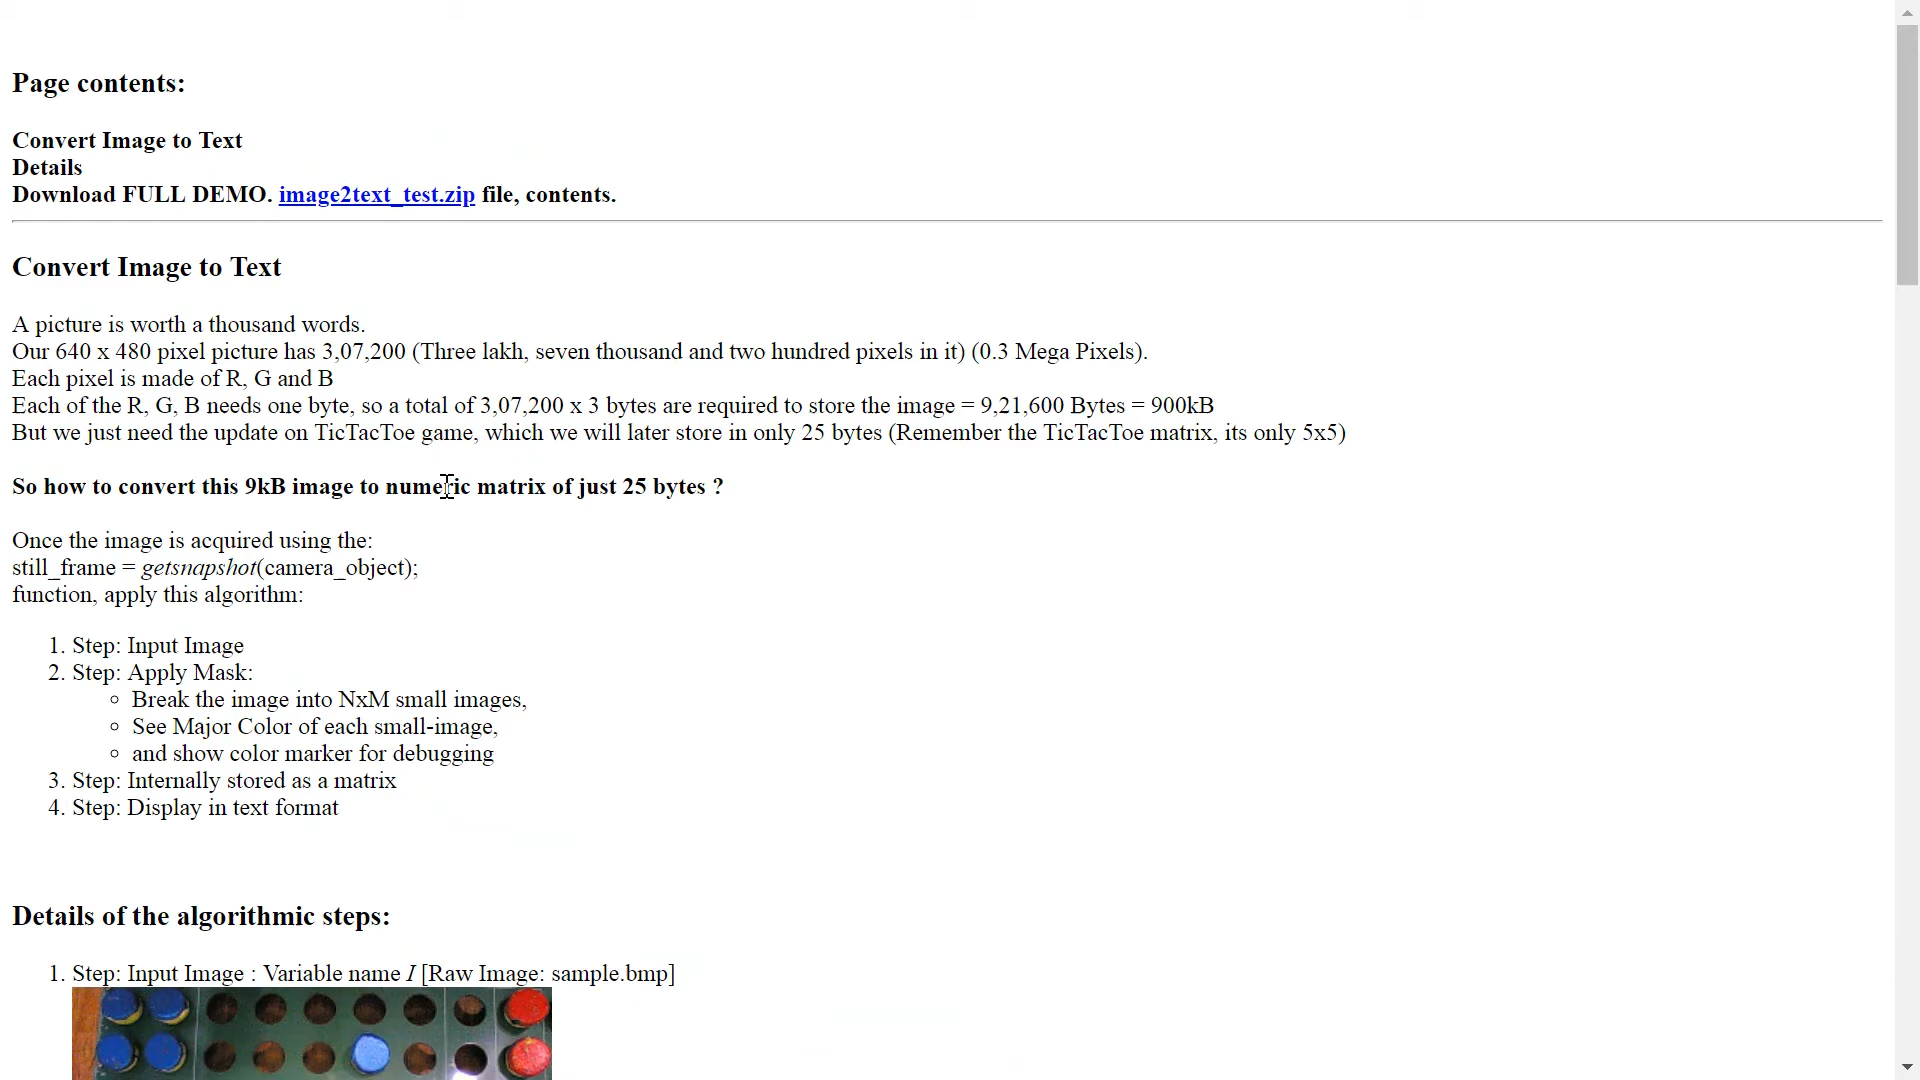 Page contents:
Convert Image to Text
Details
Download FULL DEMO. image2text_test.zip file, contents.
Convert Image to Text
A picture is worth a thousand words.
Our 640 x 480 pixel picture has 3,07,200 (Three lakh, seven thousand and two hundred pixels in it) (0.3 Mega Pixels).
Each pixel is made of R, G and B
Each of the R, G, B needs one byte, so a total of 3,07,200 x 3 bytes are required to store the image = 9,21,600 Bytes = 900kB
But we just need the update on TicTacToe game, which we will later store in only 25 bytes (Remember the TicTacToe matrix, its only 5x5)
So how to convert this 9kB image to numeric matrix of just 25 bytes ?
Once the image is acquired using the:
still_frame = getsnapshot(camera_object);
function, apply this algorithm:
1. Step: Input Image
2. Step: Apply Mask:
Break the image into NxM small images,
See Major Color of each small-image,
and show color marker for debugging
3. Step: Internally stored as a matrix
4. Step: Display in text format
Details of the algorithmic steps:
1. Step: Input Image : Variable name I [Raw Image: sample.bmp]